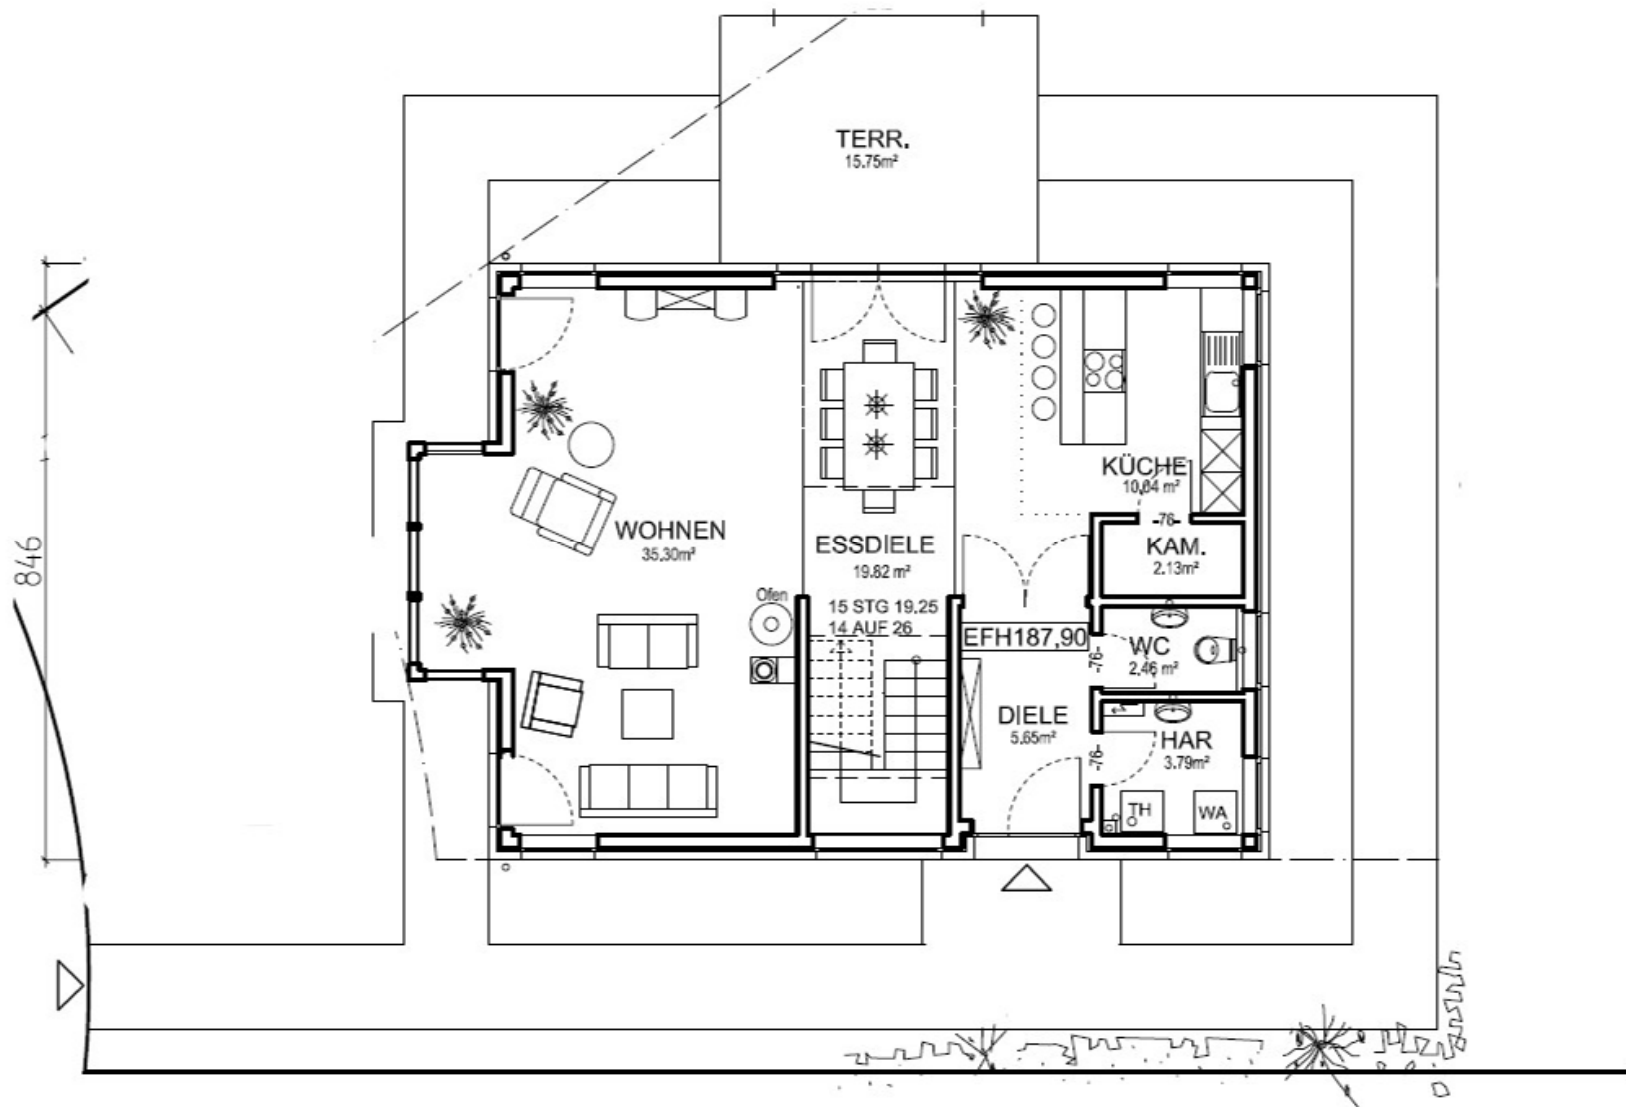 TERR.
15.75m²
846
KÜCHE
10,64 m²
WOHNEN
35,30m²
ESSDIELE
19.82 m²
-76-
KAM.
2.13m²
Ofen
15 STG 19.25
14 AUF 26
EFH187,90
-76-
WC
2.46 m²
DIELE
5.65m²
-76-
HAR
3.79m²
TH
WA